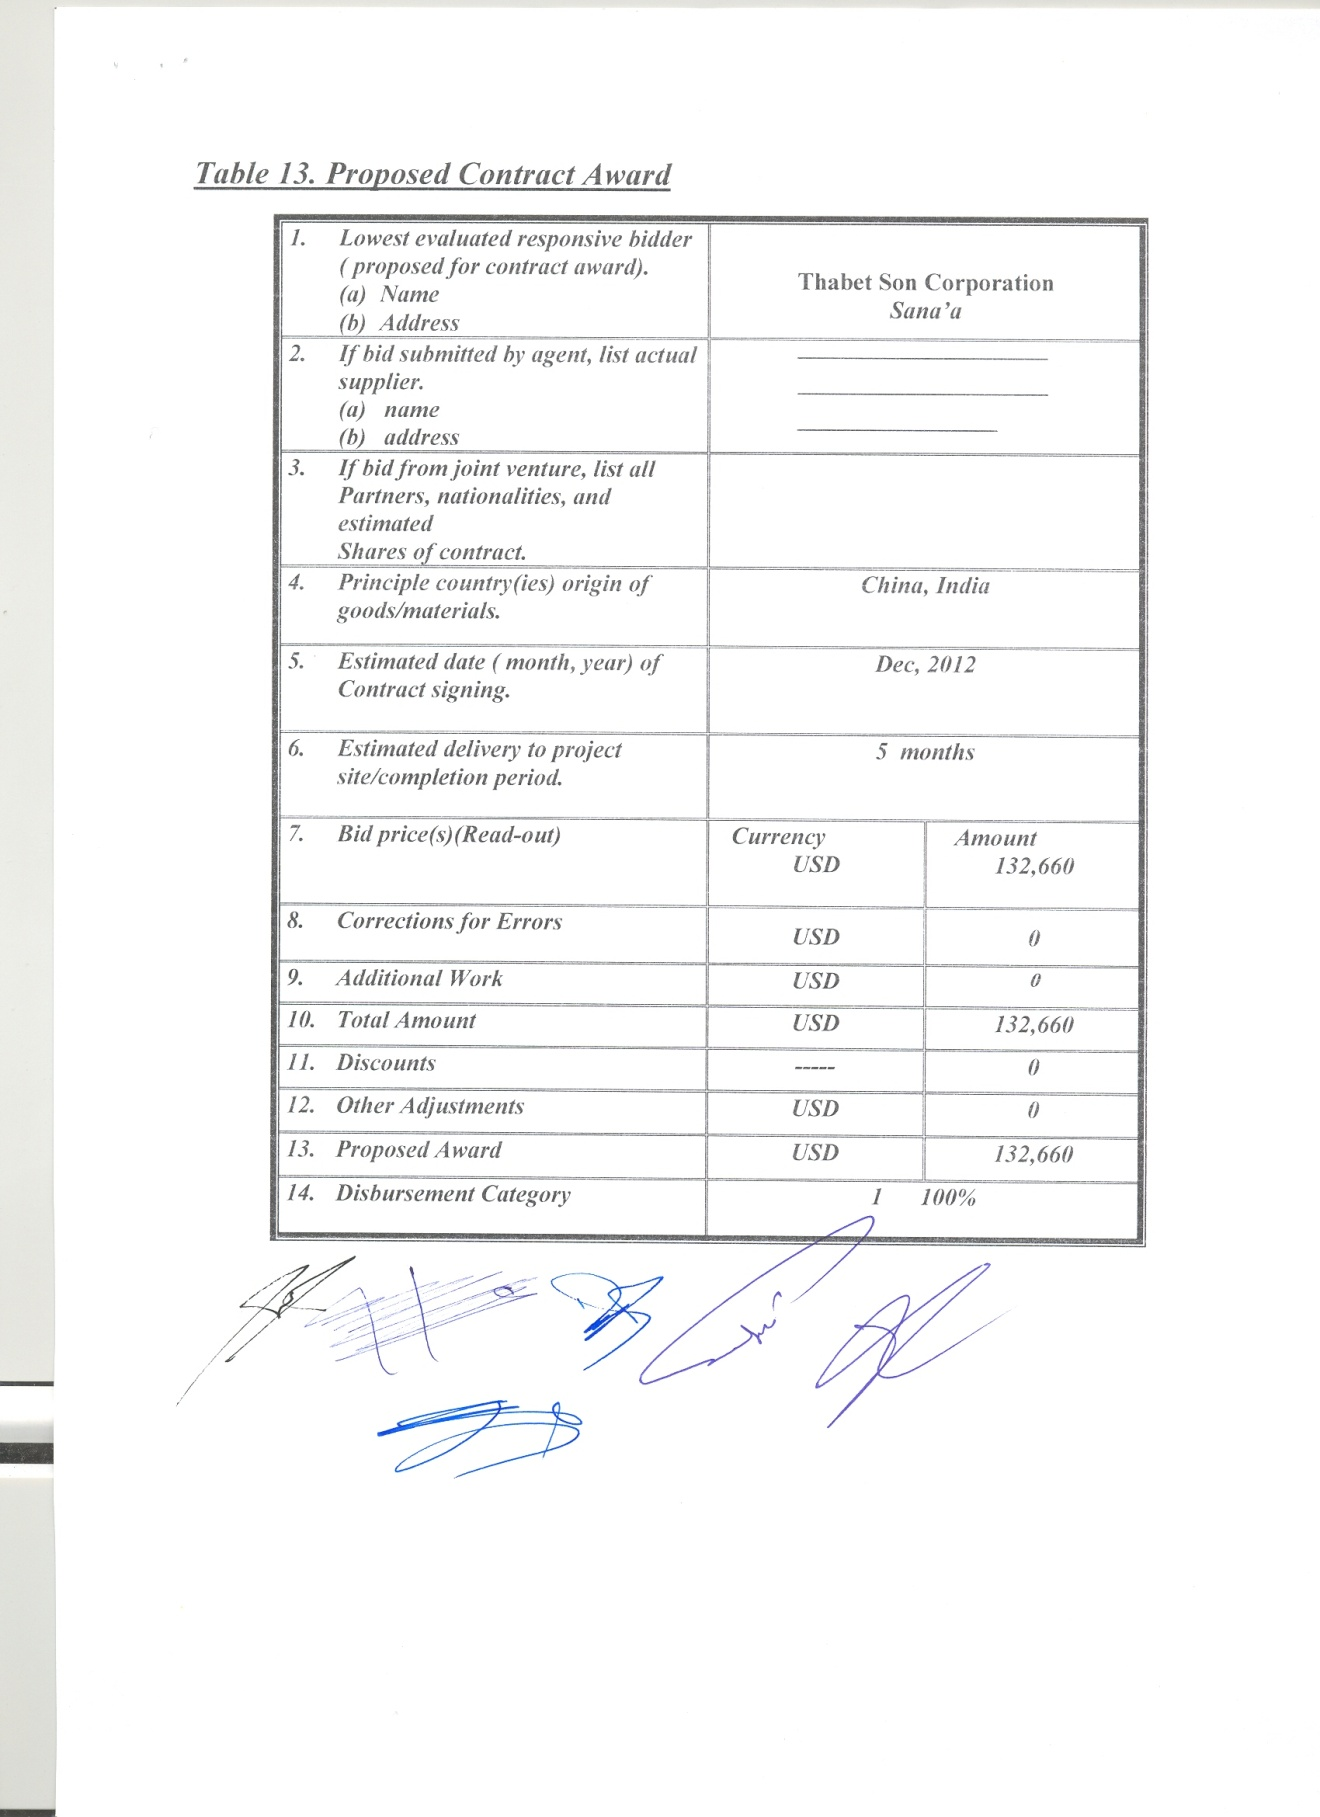 Table 13. Proposed Contract Award
1. Lowest evaluated responsive bidder
( proposed for contract award).
(a) Name
(b) Address
Thabet Son Corporation
Sana’a
2. If bid submitted by agent, list actual
supplier.
(a) name
(b) address
3. If bid from joint venture, list all
Partners, nationalities, and
estimated
Shares of contract.
4. Principle country(ies) origin of
goods/materials.
China, India
5. Estimated date ( month, year) of
Contract signing.
Dec, 2012
6. Estimated delivery to project
site/completion period.
5 months
7. Bid price(s)(Read-out)
Currency Amount
USD 132,660
8. Corrections for Errors
USD 0
9. Additional Work USD 0
10. Total Amount USD 132,660
11. Discounts ----- 0
12. Other Adjustments USD 0
13. Proposed Award USD 132,660
14. Disbursement Category 1 100%